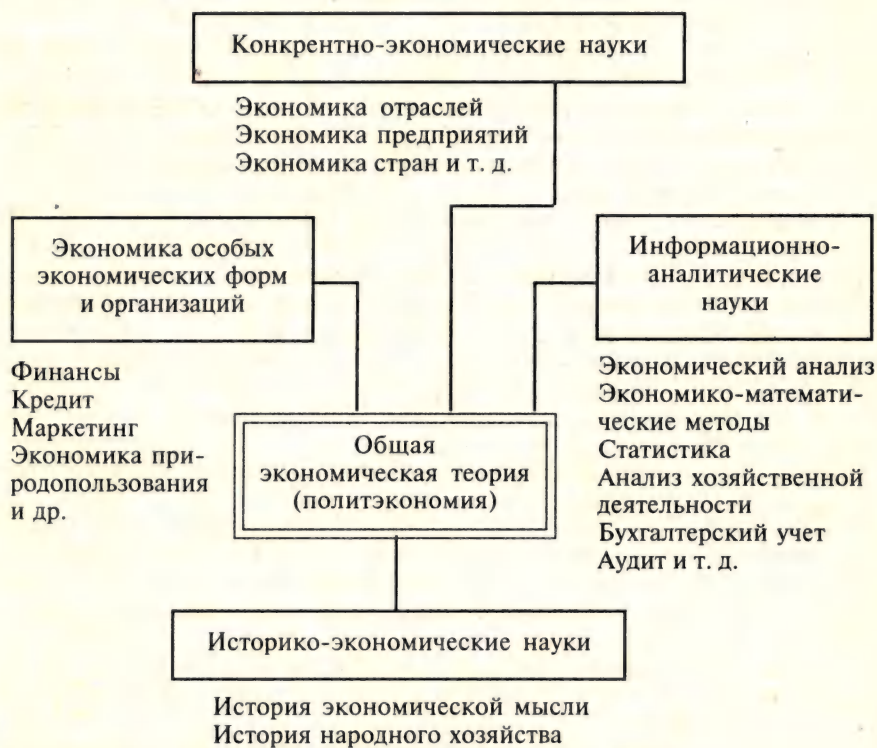 Конкрентно-экономические науки
Экономика отраслей
Экономика предприятий
Экономика стран и т. д.
Экономика особых
экономических форм
и организаций
Финансы
Кредит
Маркетинг
Экономика при-
родопользования
и др.
Информационно-
аналитические
науки
Экономический анализ
Экономико-математи-
ческие методы
Статистика
Анализ хозяйственной
деятельности
Бухгалтерский учет
Аудит и т. д.
Общая
экономическая теория
(политэкономия)
Историко-экономические науки
История экономической мысли
История народного хозяйства